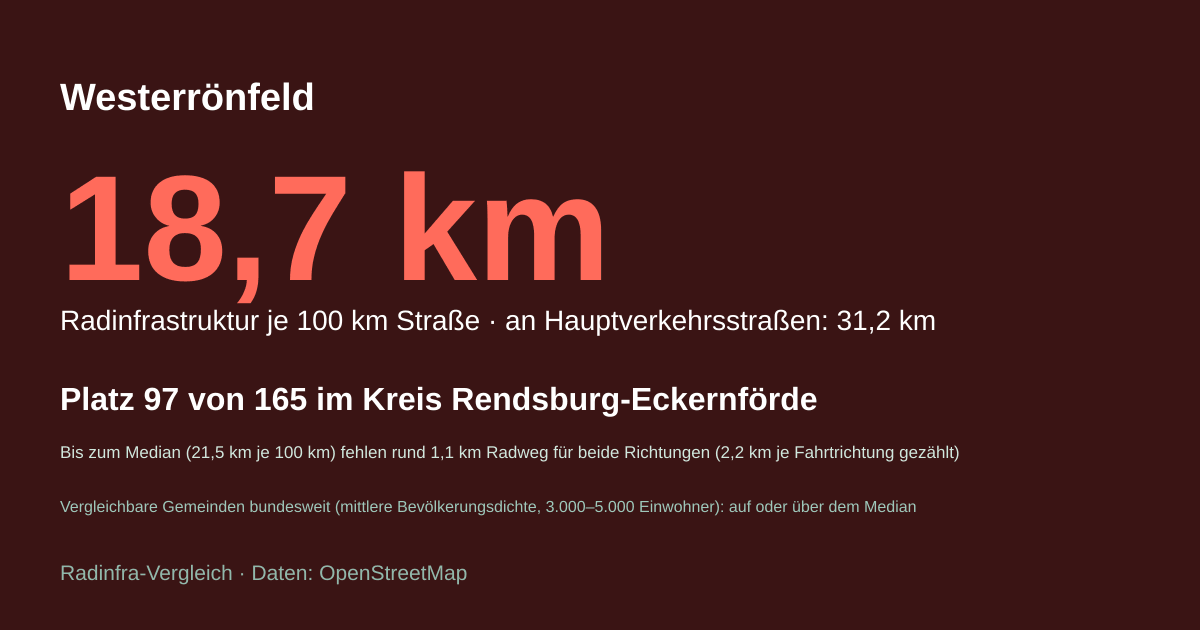 Westerrönfeld
18,7 km
Radinfrastruktur je 100 km Straße · an Hauptverkehrsstraßen: 31,2 km
Platz 97 von 165 im Kreis Rendsburg-Eckernförde
Bis zum Median (21,5 km je 100 km) fehlen rund 1,1 km Radweg für beide Richtungen (2,2 km je Fahrtrichtung gezählt)
Vergleichbare Gemeinden bundesweit (mittlere Bevölkerungsdichte, 3.000–5.000 Einwohner): auf oder über dem Median
Radinfra-Vergleich · Daten: OpenStreetMap